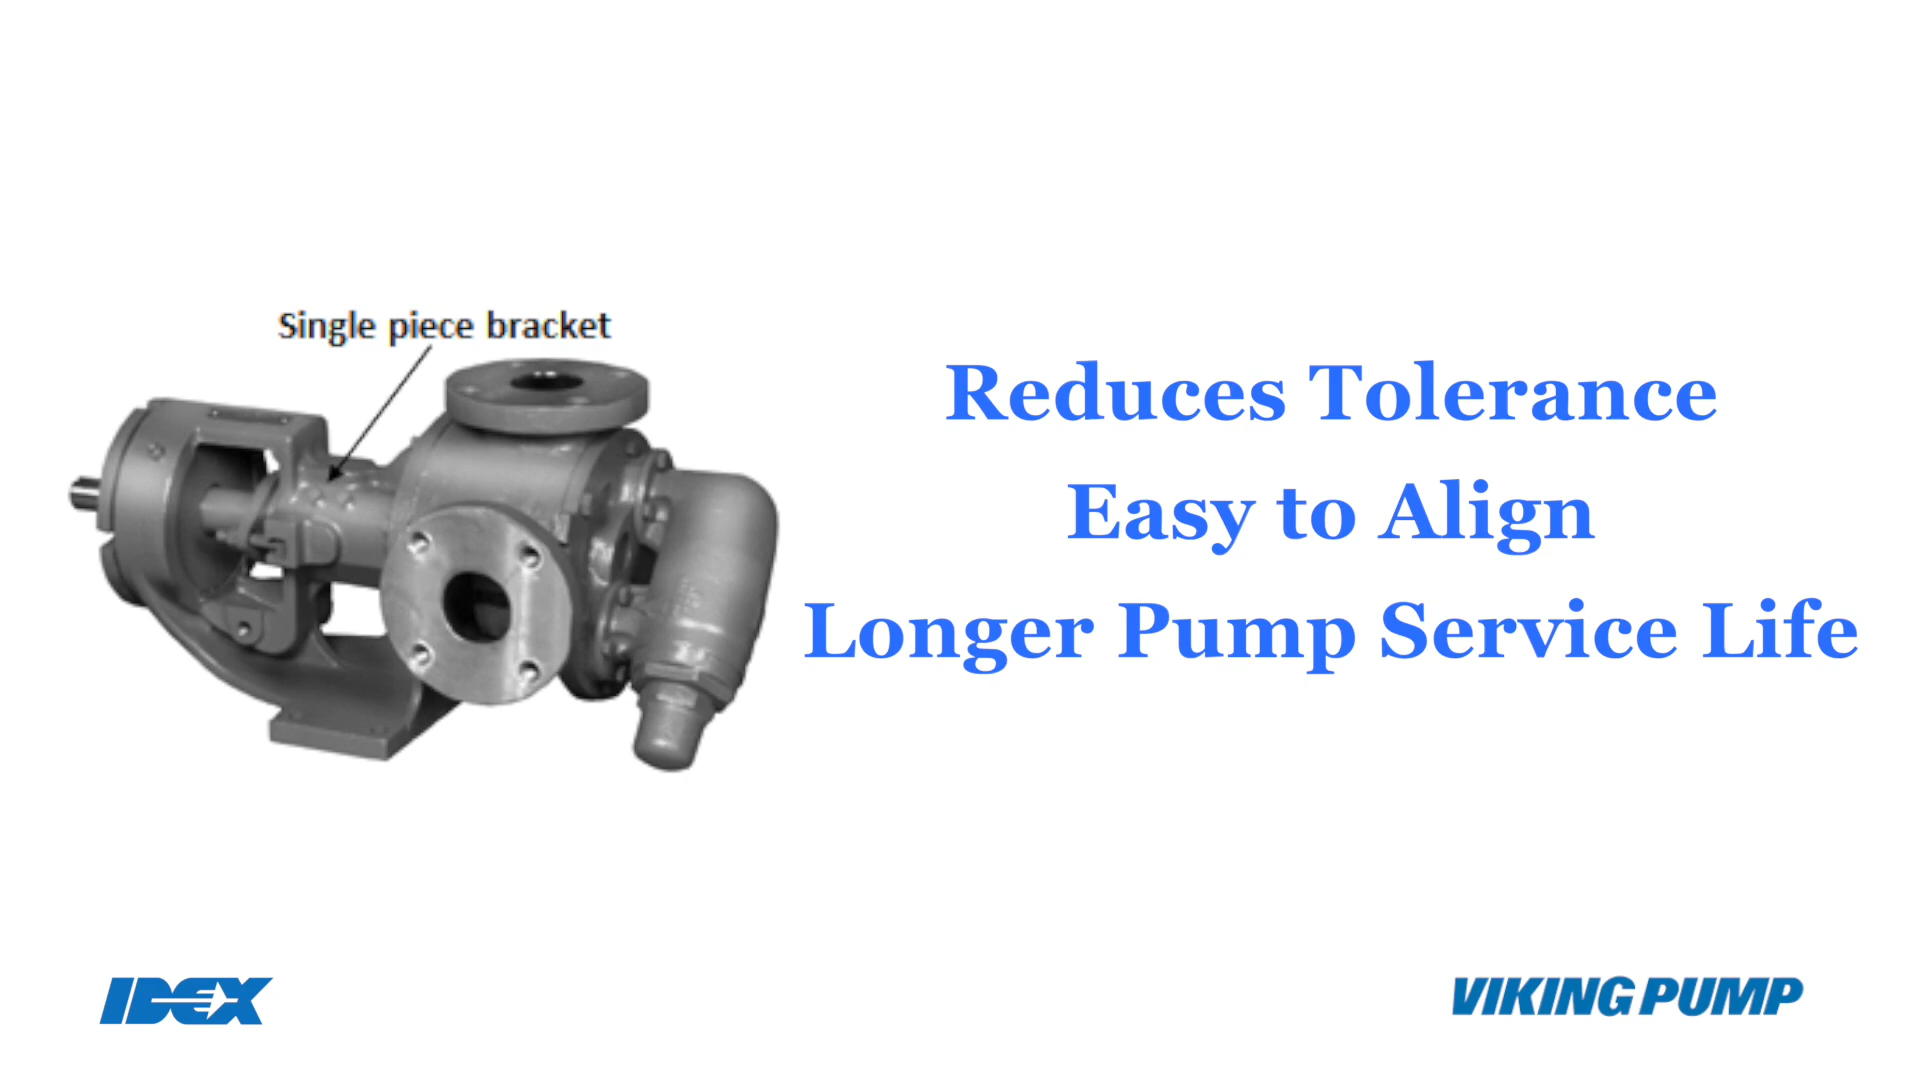 Single piece bracket
Reduces Tolerance
Easy to Align
Longer Pump Service Life
IDEX
VIKING PUMP